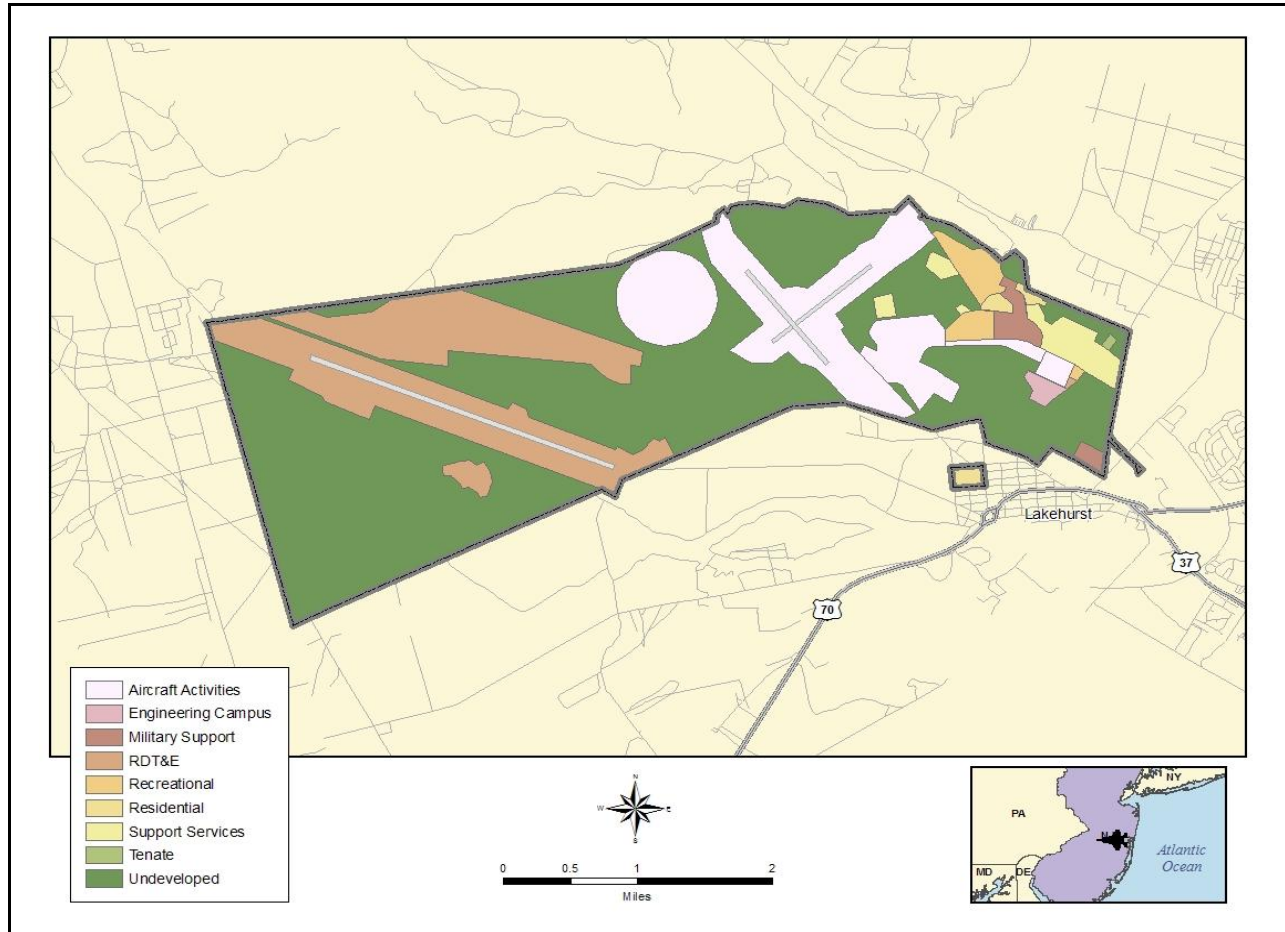 Lakehurst
37
70
Aircraft Activities
Engineering Campus
Military Support
RDT&E
Recreational
Residential
Support Services
Tenate
Undeveloped
N
W
E
S
0 0.5 1 2
Miles
NY
PA
NJ
MD DE
Atlantic
Ocean